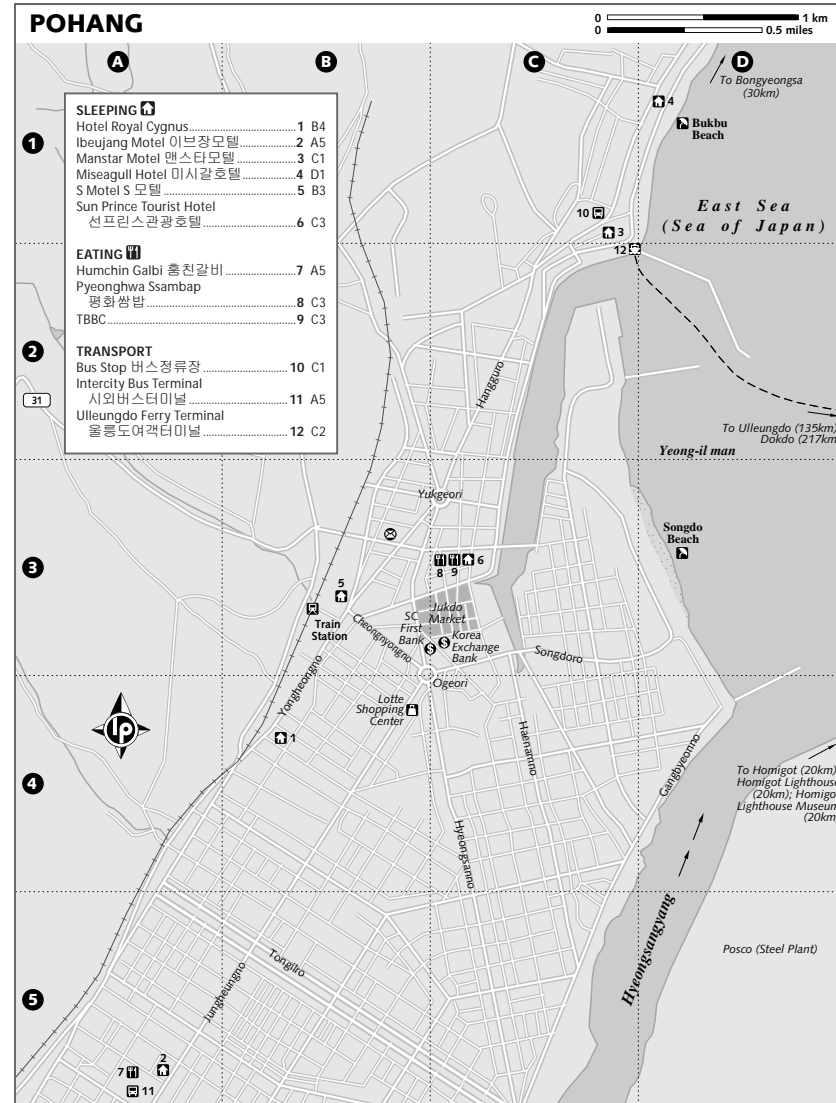 POHANG
0 1 km
0 0.5 miles
A B C D
1
2
3
4
5
SLEEPING
Hotel Royal Cygnus 1 B4
Ibeujang Motel 이브장모텔 2 A5
Manstar Motel 맨스타모텔 3 C1
Miseagull Hotel 미시갈호텔 4 D1
S Motel S 모텔 5 B3
Sun Prince Tourist Hotel
선프린스관광호텔 6 C3
EATING
Humchin Galbi 훔친갈비 7 A5
Pyeonghwa Ssambap
평화쌈밥 8 C3
TBBC 9 C3
TRANSPORT
Bus Stop 버스정류장 10 C1
Intercity Bus Terminal
시외버스터미널 11 A5
Ulleungdo Ferry Terminal
울릉도여객터미널 12 C2
31
To Bongyeongsa
(30km)
4
Bukbu
Beach
East Sea
(Sea of Japan)
10
3
12
Hangguro
To Ulleungdo (135km)
Dokdo (217km)
Yeong-il man
Yukgeori
Songdo
Beach
8 9 6
5
Train
Station
Cheongnyongno
SC
First
Bank
Jukdo
Market
Korea
Exchange
Bank
Songdoro
Ogeori
Yongheongno
Lotte
Shopping
Center
lp
1
Haenamno
Gangbyeonno
To Homigot (20km)
Homigot Lighthouse
(20km); Homigot
Lighthouse Museum
(20km)
Hyeongsanno
Hyeongsangyang
Posco (Steel Plant)
Tongilro
Jungheungno
2
7
11